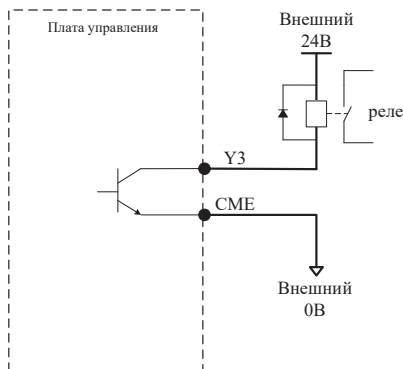 Плата управления
Внешний
24В
реле
Y3
CME
Внешний
0В